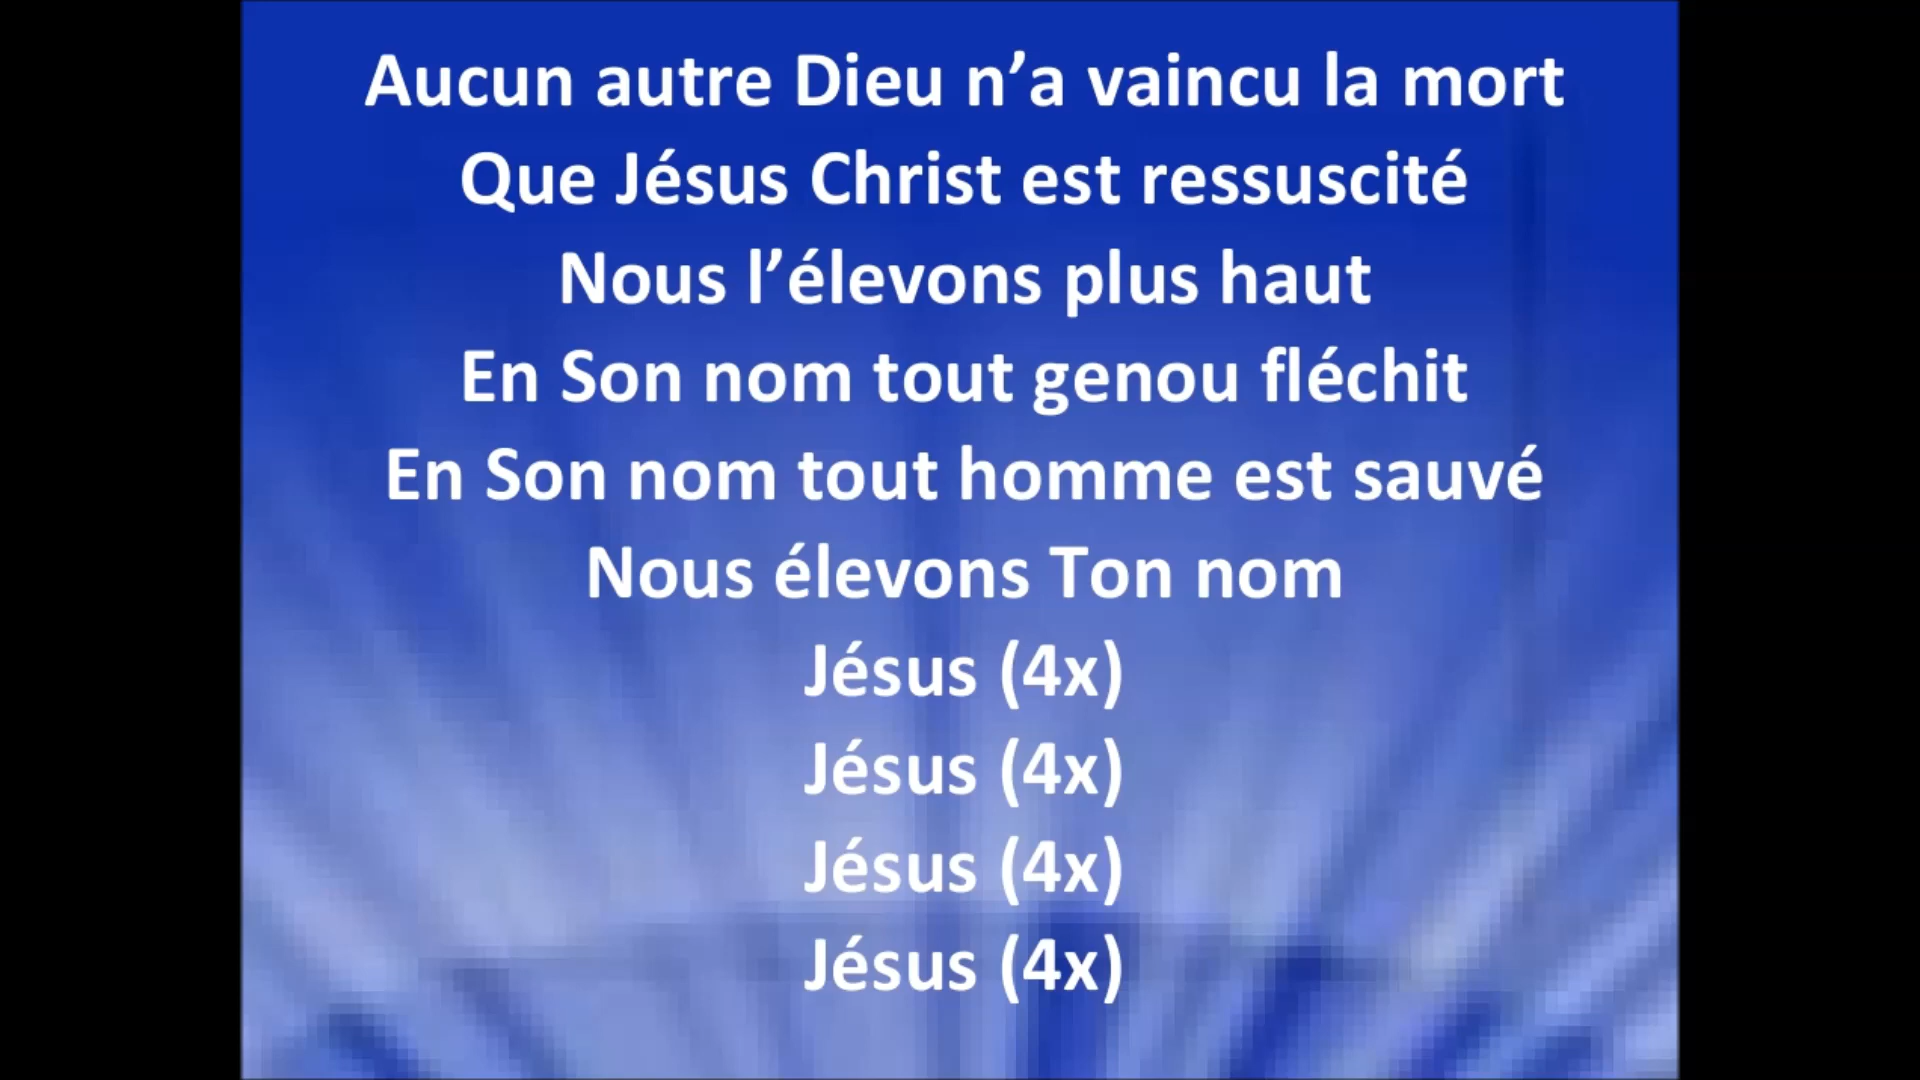 Aucun autre Dieu n’a vaincu la mort
Que Jésus Christ est ressuscité
Nous l’élevons plus haut
En Son nom tout genou fléchit
En Son nom tout homme est sauvé
Nous élevons Ton nom
Jésus (4x)
Jésus (4x)
Jésus (4x)
Jésus (4x)